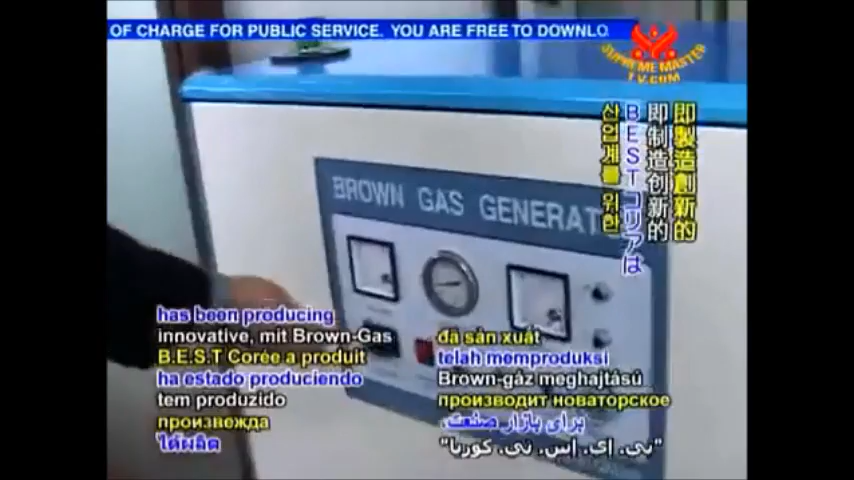 OF CHARGE FOR PUBLIC SERVICE. YOU ARE FREE TO DOWNLO
SUPREME MASTER
TV.COM
即製造創新的
即制造创新的
BESTコリアは
산업계를 위한
BROWN GAS GENERAT
has been producing
innovative, mit Brown-Gas
B.E.S.T Corée a produit
ha estado produciendo
tem produzido
произвежда
ได้ผลิต
đã sản xuất
telah memproduksi
Brown-gáz meghajtású
производит новаторское
برای بازار صنعت،
"بی. ای. اس. تی. کوریا"